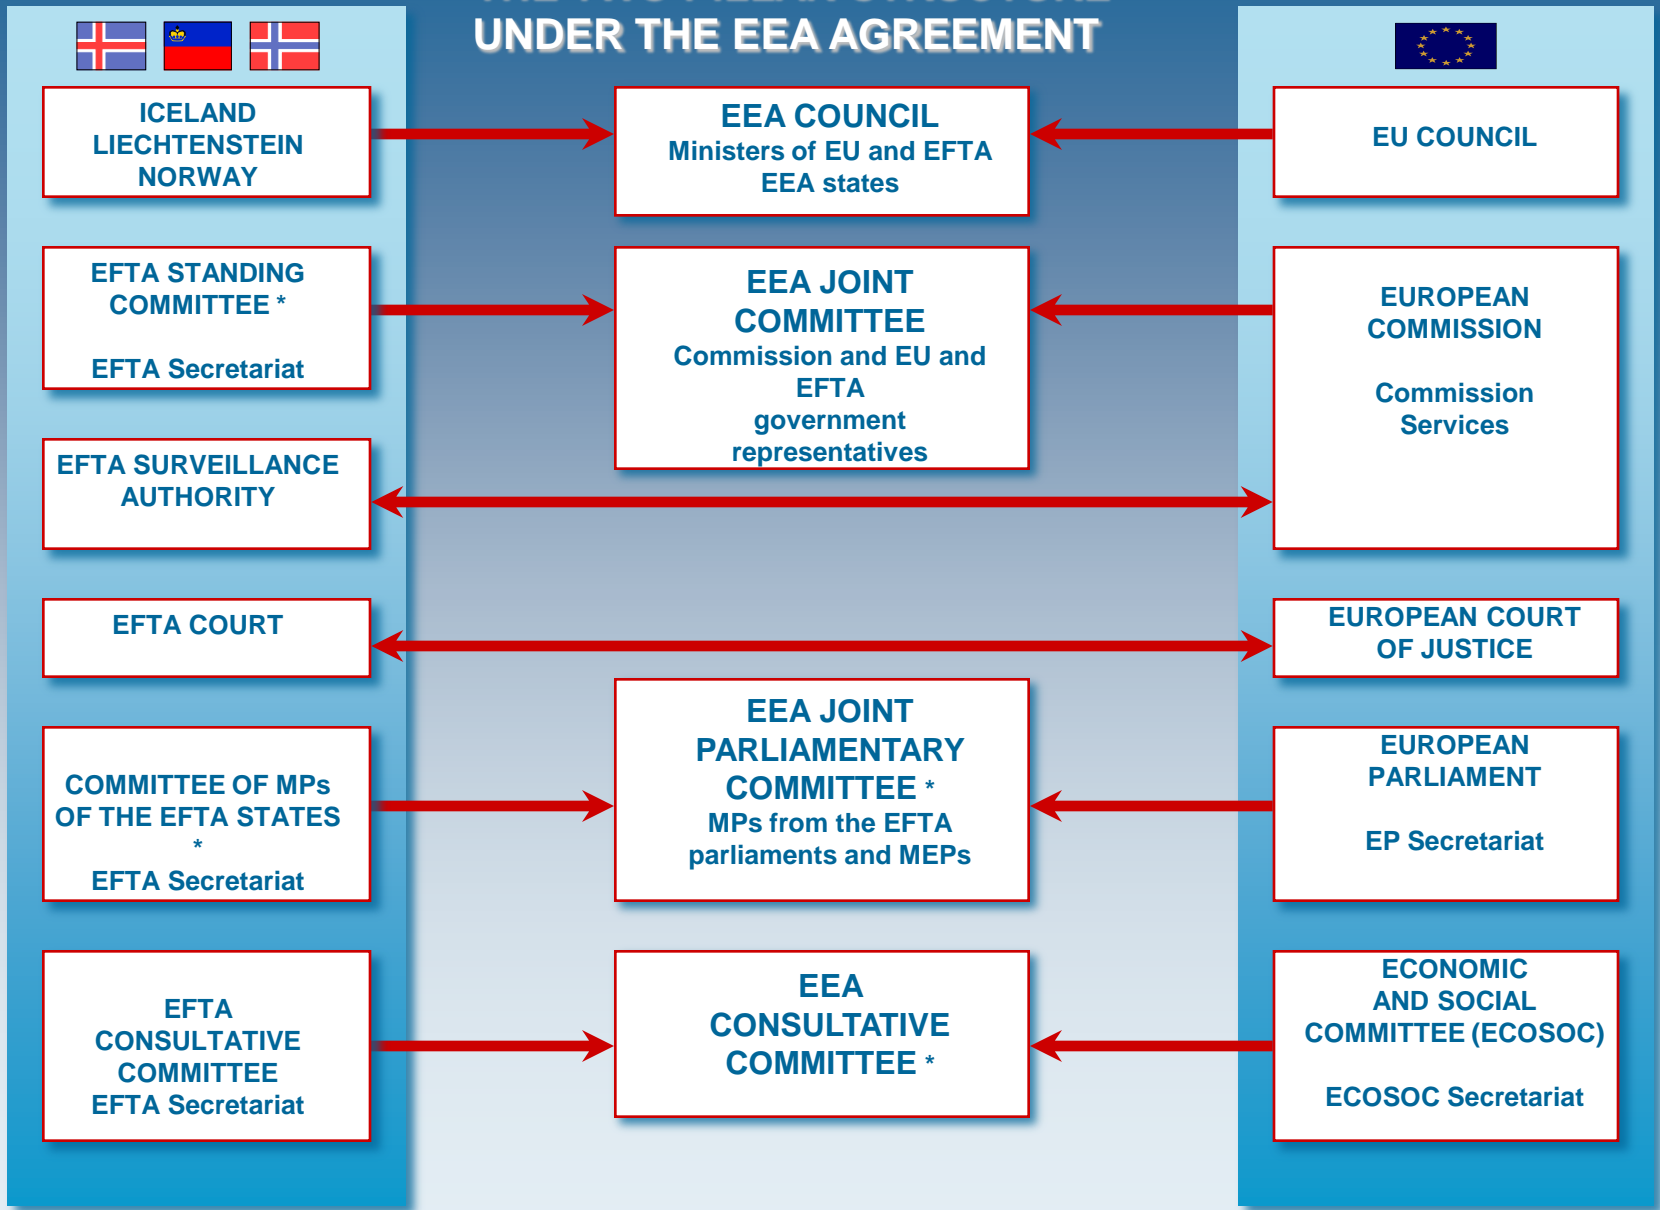 UNDER THE EEA AGREEMENT
ICELAND
LIECHTENSTEIN
NORWAY
EEA COUNCIL
Ministers of EU and EFTA
EEA states
EU COUNCIL
EFTA STANDING
COMMITTEE *
EFTA Secretariat
EEA JOINT
COMMITTEE
Commission and EU and
EFTA
government
representatives
EUROPEAN
COMMISSION
Commission
Services
EFTA SURVEILLANCE
AUTHORITY
EFTA COURT
EUROPEAN COURT
OF JUSTICE
COMMITTEE OF MPs
OF THE EFTA STATES
*
EFTA Secretariat
EEA JOINT
PARLIAMENTARY
COMMITTEE *
MPs from the EFTA
parliaments and MEPs
EUROPEAN
PARLIAMENT
EP Secretariat
EFTA
CONSULTATIVE
COMMITTEE
EFTA Secretariat
EEA
CONSULTATIVE
COMMITTEE *
ECONOMIC
AND SOCIAL
COMMITTEE (ECOSOC)
ECOSOC Secretariat